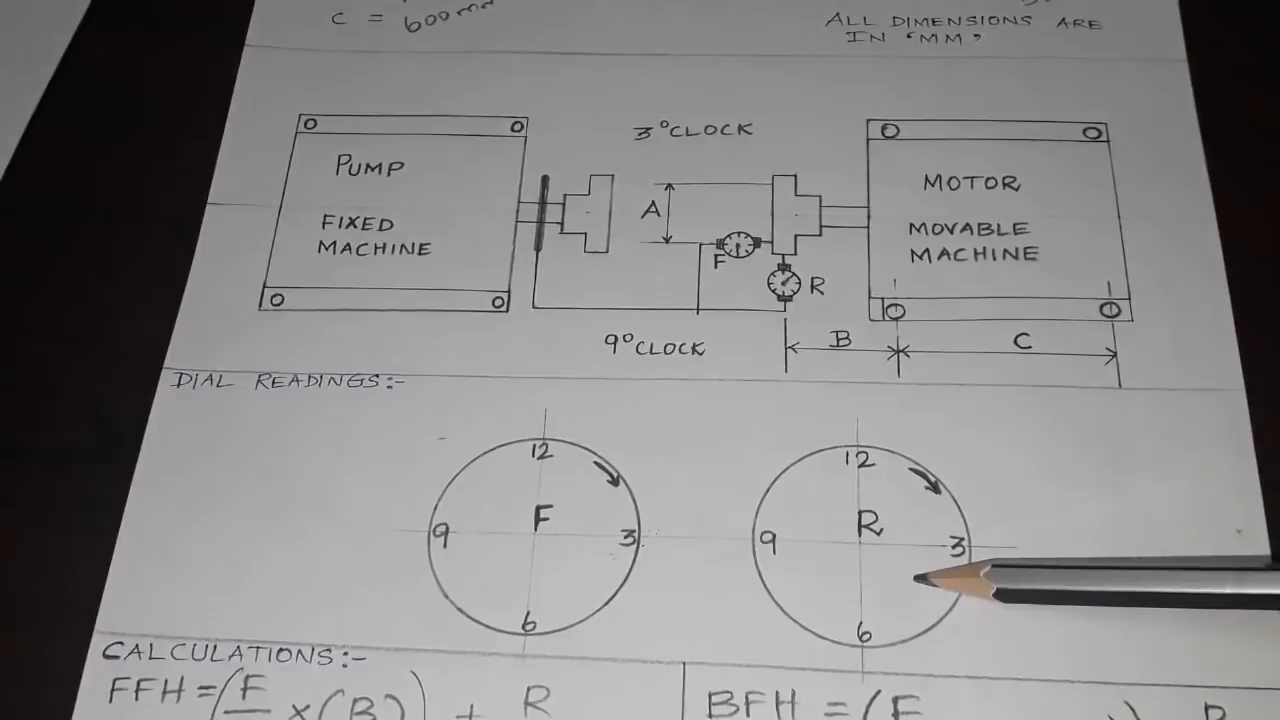 C = 600mm
ALL DIMENSIONS ARE
IN 'MM'
3°CLOCK
PUMP
FIXED
MACHINE
A
F
R
MOTOR
MOVABLE
MACHINE
9°CLOCK
B
C
DIAL READINGS:-
12
F
9
3
6
12
R
9
3
6
CALCULATIONS:-
FFH = (F × (B) + R
BFH = (F